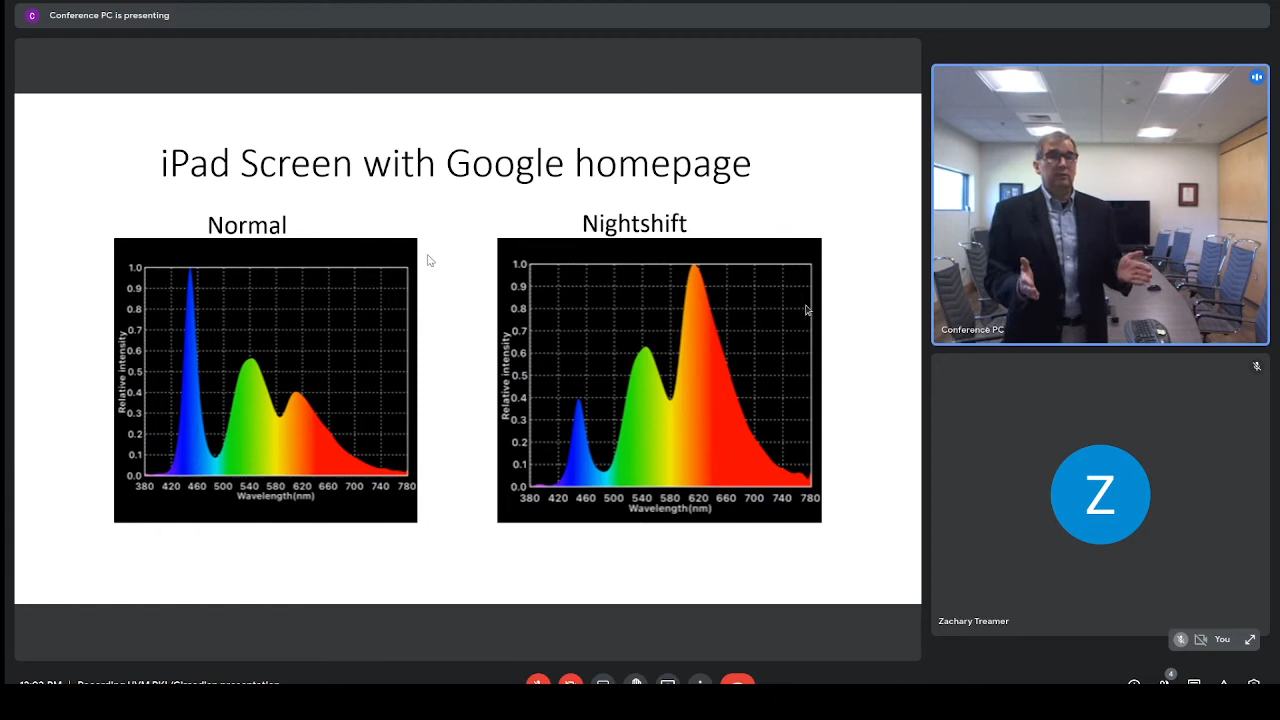 C Conference PC is presenting
iPad Screen with Google homepage
Normal
Nightshift
1.0
0.9
0.8
0.7
0.6
0.5
0.4
0.3
0.2
0.1
0.0
Relative intensity
380 420 460 500 540 580 620 660 700 740 780
Wavelength(nm)
1.0
0.9
0.8
0.7
0.6
0.5
0.4
0.3
0.2
0.1
0.0
Relative intensity
380 420 460 500 540 580 620 660 700 740 780
Wavelength(nm)
Conference PC
Z
Zachary Treamer
You
4